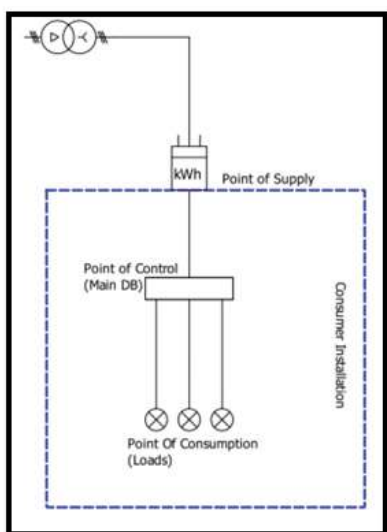 kWh
Point of Supply
Point of Control
(Main DB)
Consumer Installation
Point Of Consumption
(Loads)